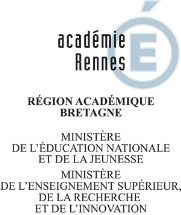 académie
Rennes
É
RÉGION ACADÉMIQUE
BRETAGNE
MINISTÈRE
DE L'ÉDUCATION NATIONALE
ET DE LA JEUNESSE
MINISTÈRE
DE L'ENSEIGNEMENT SUPÉRIEUR,
DE LA RECHERCHE
ET DE L'INNOVATION